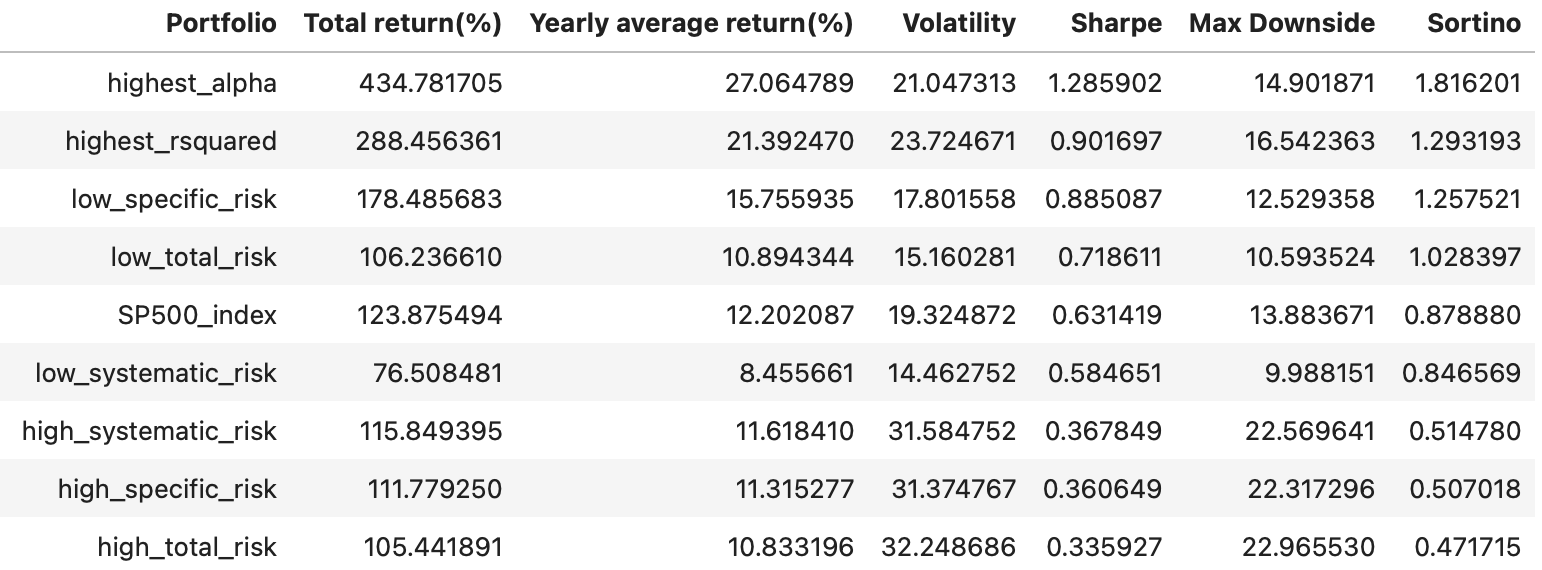 Portfolio Total return(%) Yearly average return(%) Volatility Sharpe Max Downside Sortino
highest_alpha 434.781705 27.064789 21.047313 1.285902 14.901871 1.816201
highest_rsquared 288.456361 21.392470 23.724671 0.901697 16.542363 1.293193
low_specific_risk 178.485683 15.755935 17.801558 0.885087 12.529358 1.257521
low_total_risk 106.236610 10.894344 15.160281 0.718611 10.593524 1.028397
SP500_index 123.875494 12.202087 19.324872 0.631419 13.883671 0.878880
low_systematic_risk 76.508481 8.455661 14.462752 0.584651 9.988151 0.846569
high_systematic_risk 115.849395 11.618410 31.584752 0.367849 22.569641 0.514780
high_specific_risk 111.779250 11.315277 31.374767 0.360649 22.317296 0.507018
high_total_risk 105.441891 10.833196 32.248686 0.335927 22.965530 0.471715